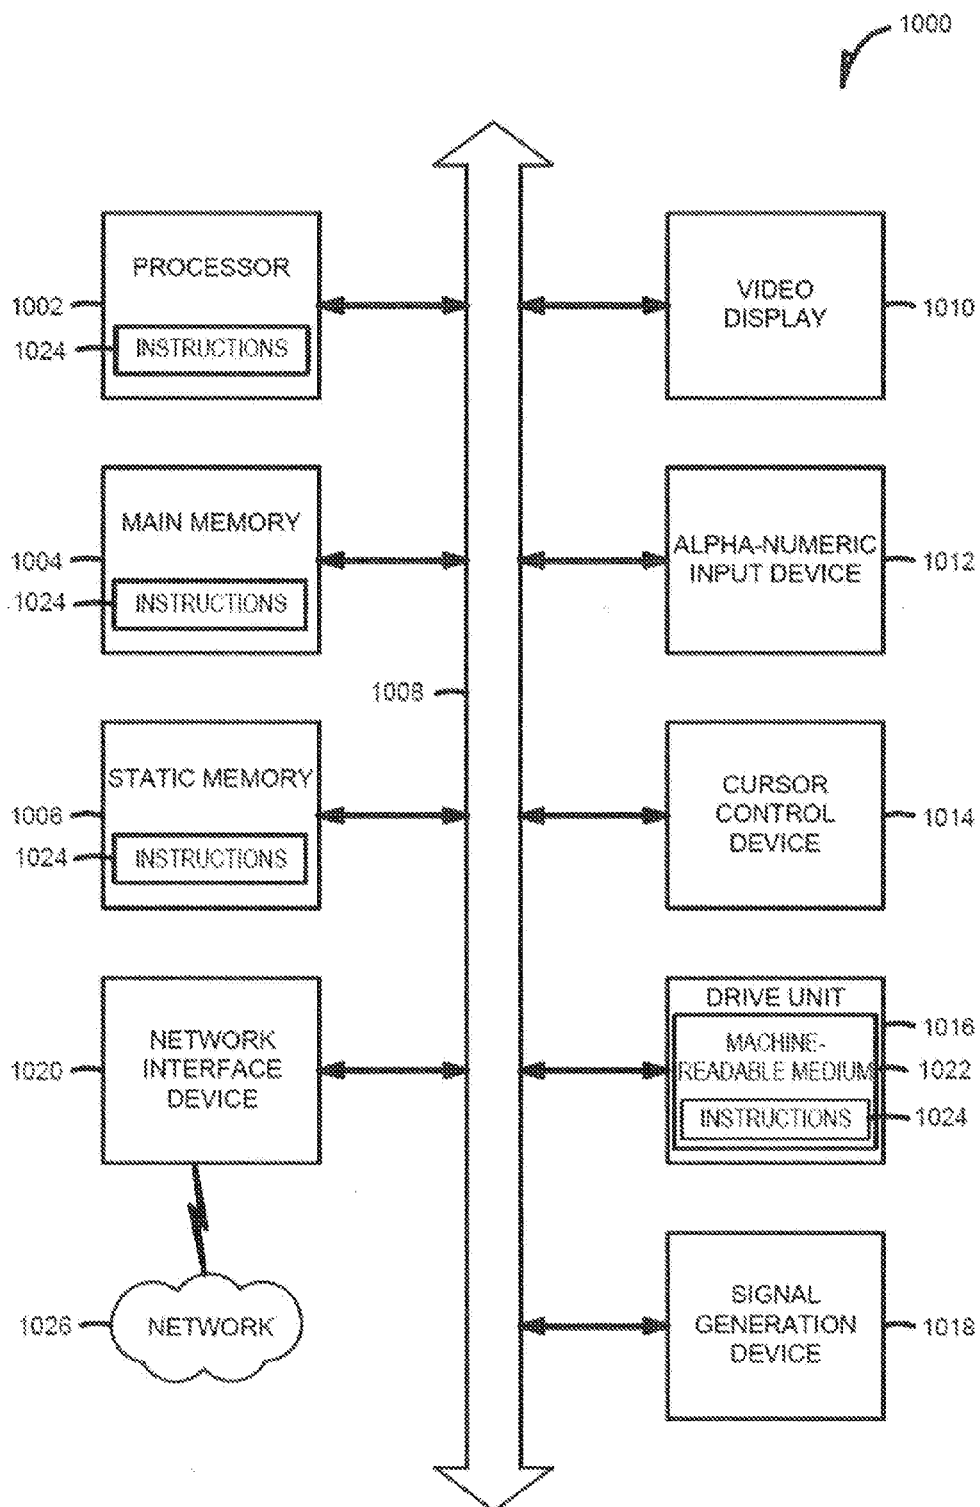 1000
PROCESSOR
1002
1024
INSTRUCTIONS
VIDEO
DISPLAY
1010
MAIN MEMORY
1004
1024
INSTRUCTIONS
ALPHA-NUMERIC
INPUT DEVICE
1012
1008
STATIC MEMORY
1006
1024
INSTRUCTIONS
CURSOR
CONTROL
DEVICE
1014
NETWORK
INTERFACE
DEVICE
1020
DRIVE UNIT
1016
MACHINE-
READABLE MEDIUM
1022
INSTRUCTIONS
1024
NETWORK
1026
SIGNAL
GENERATION
DEVICE
1018